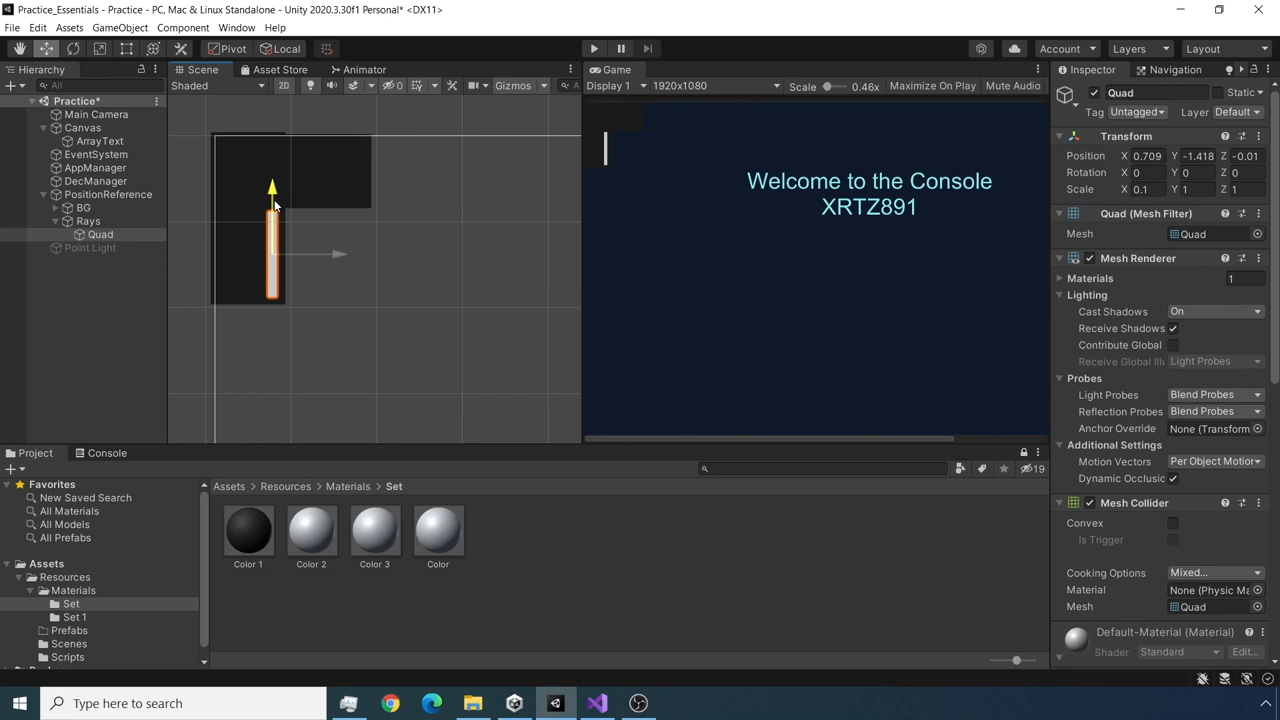 Practice_Essentials - Practice - PC, Mac & Linux Standalone - Unity 2020.3.30f1 Personal* <DX11>
File Edit Assets GameObject Component Window Help
Pivot Local Account Layers Layout
Hierarchy
All
Practice*
Main Camera
Canvas
ArrayText
EventSystem
AppManager
DecManager
PositionReference
BG
Rays
Quad
Point Light
Scene Asset Store Animator
Shaded 2D 0 Gizmos A
Game
Display 1 1920x1080 Scale 0.46x Maximize On Play Mute Audio
Welcome to the Console
XRTZ891
Inspector Navigation
Quad Static
Tag Untagged Layer Default
Transform
Position X 0.709 Y -1.418 Z -0.01
Rotation X 0 Y 0 Z 0
Scale X 0.1 Y 1 Z 1
Quad (Mesh Filter)
Mesh Quad
Mesh Renderer
Materials 1
Lighting
Cast Shadows On
Receive Shadows
Contribute Global
Receive Global Illu Light Probes
Probes
Light Probes Blend Probes
Reflection Probes Blend Probes
Anchor Override None (Transform
Additional Settings
Motion Vectors Per Object Motion
Dynamic Occlusion
Mesh Collider
Convex
Is Trigger
Cooking Options Mixed...
Material None (Physic Ma
Mesh Quad
Default-Material (Material)
Shader Standard Edit...
Project Console
19
Favorites
New Saved Search
All Materials
All Models
All Prefabs
Assets
Resources
Materials
Set
Set 1
Prefabs
Scenes
Scripts
Assets > Resources > Materials > Set
Color 1 Color 2 Color 3 Color
Type here to search